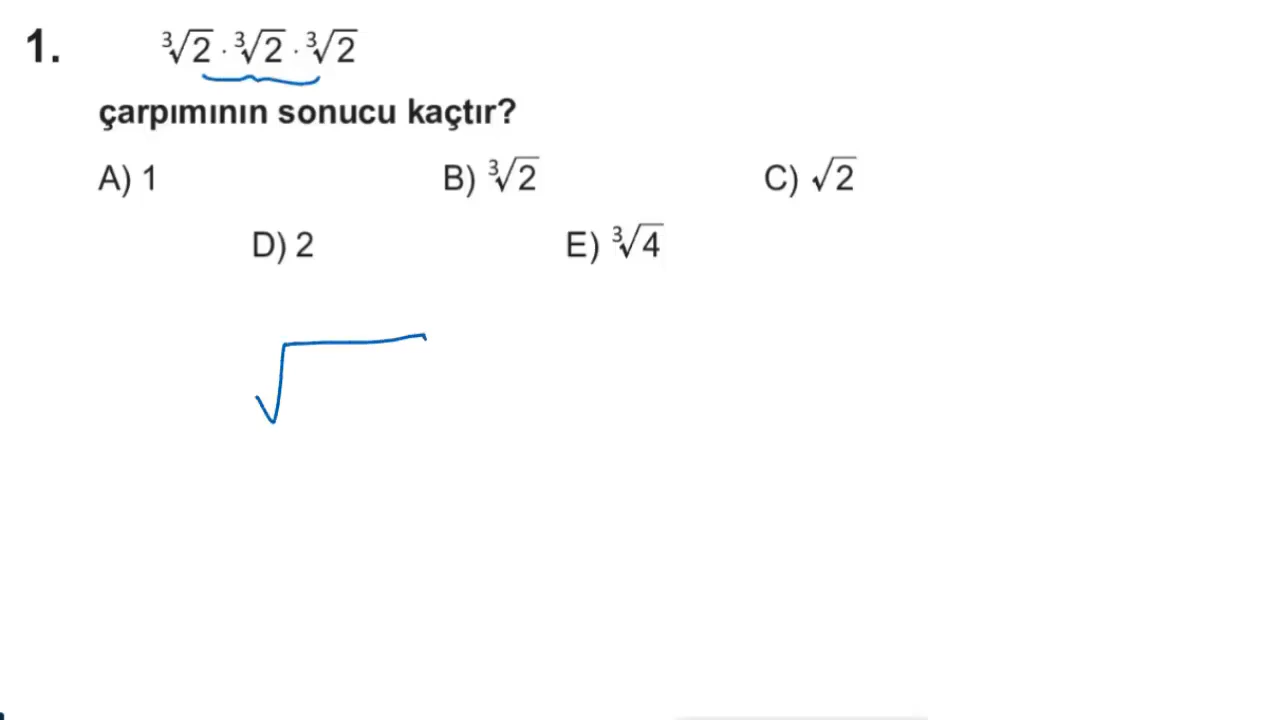 1. ∛2 · ∛2 · ∛2
çarpımının sonucu kaçtır?
A) 1 B) ∛2 C) √2
D) 2 E) ∛4
√